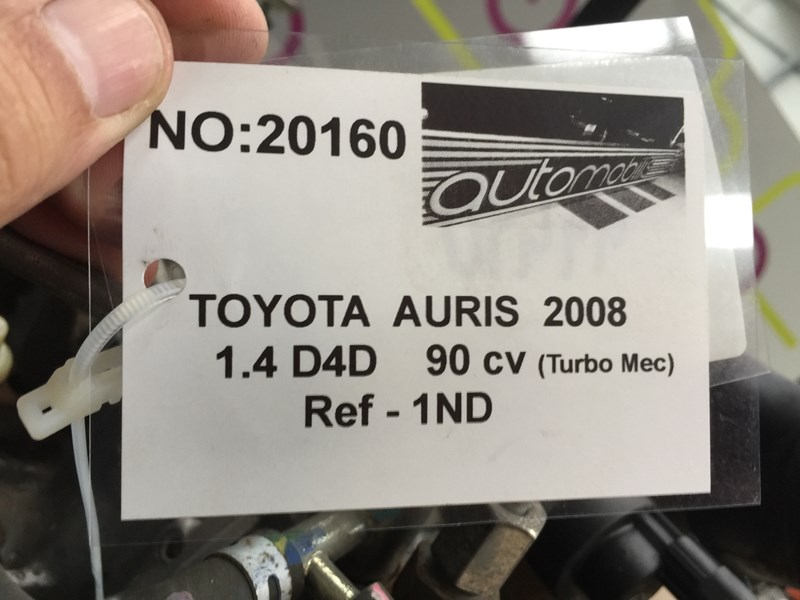 NO:20160
automobile
TOYOTA AURIS 2008
1.4 D4D 90 cv (Turbo Mec)
Ref - 1ND